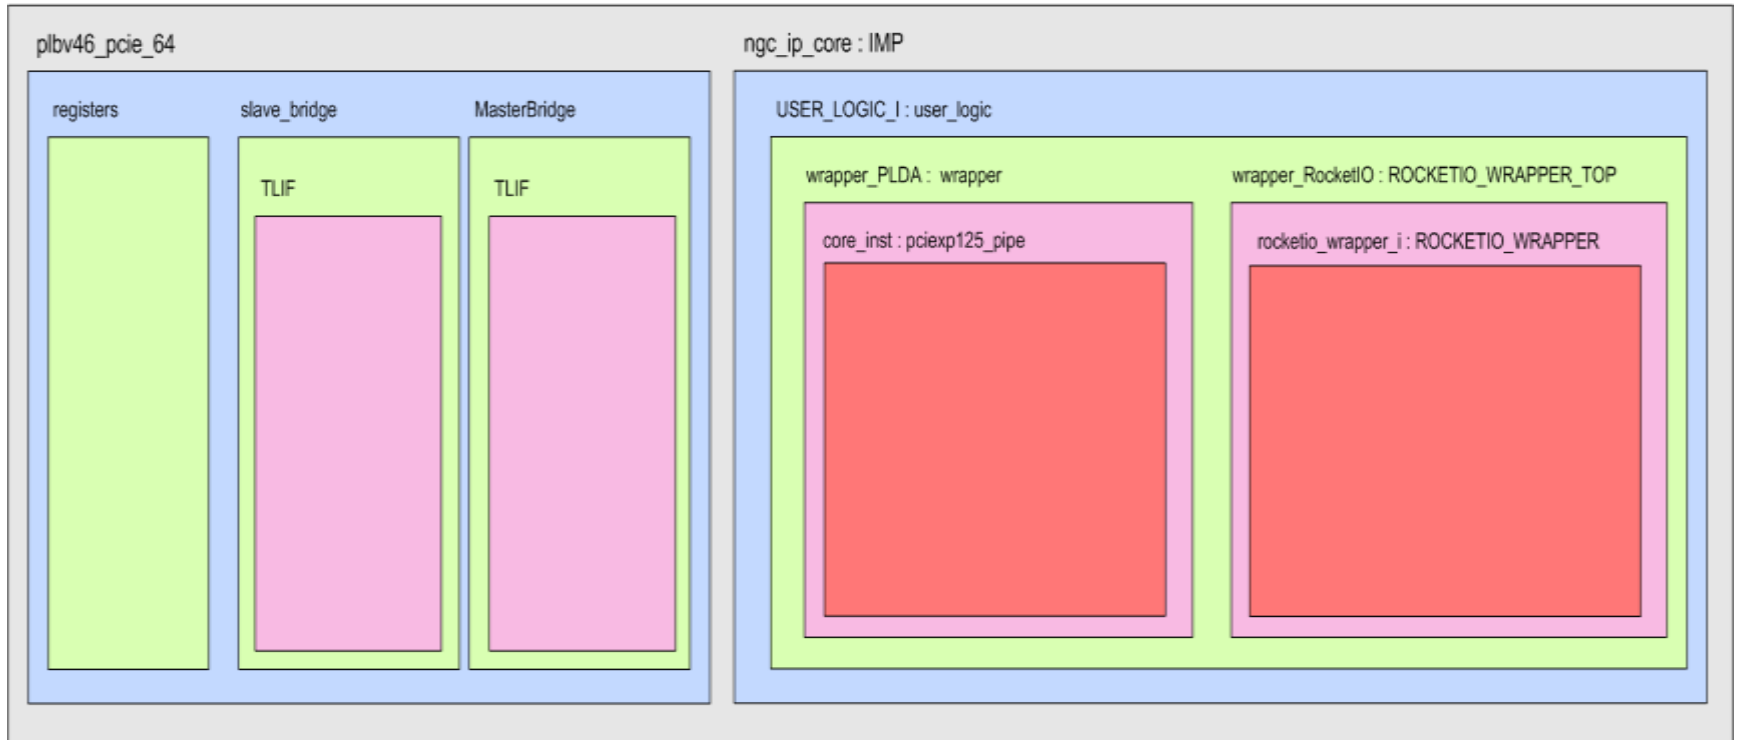 plbv46_pcie_64
ngc_ip_core : IMP
registers
slave_bridge
MasterBridge
USER_LOGIC_I : user_logic
TLIF
TLIF
wrapper_PLDA : wrapper
wrapper_RocketIO : ROCKETIO_WRAPPER_TOP
core_inst : pciexp125_pipe
rocketio_wrapper_i : ROCKETIO_WRAPPER